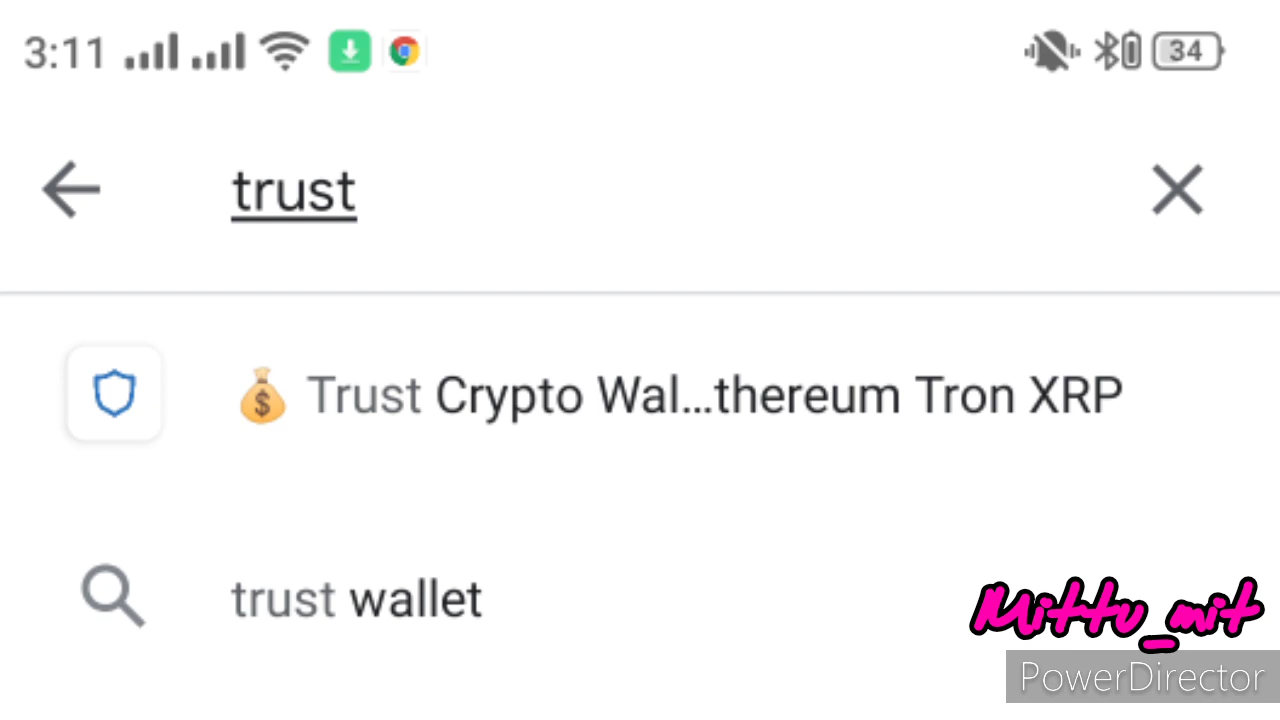 3:11 34
trust
Trust Crypto Wal...thereum Tron XRP
trust wallet
Mittu_mit
PowerDirector